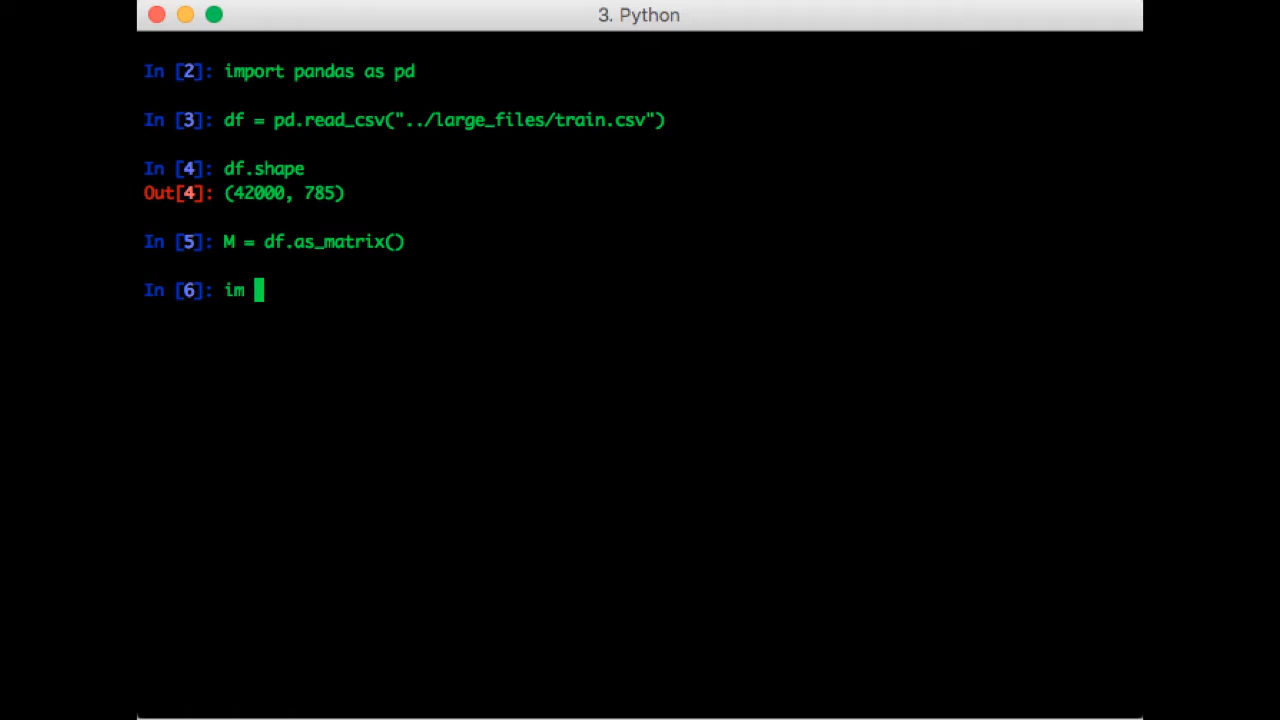 3. Python
In [2]: import pandas as pd
In [3]: df = pd.read_csv("../large_files/train.csv")
In [4]: df.shape
Out[4]: (42000, 785)
In [5]: M = df.as_matrix()
In [6]: im